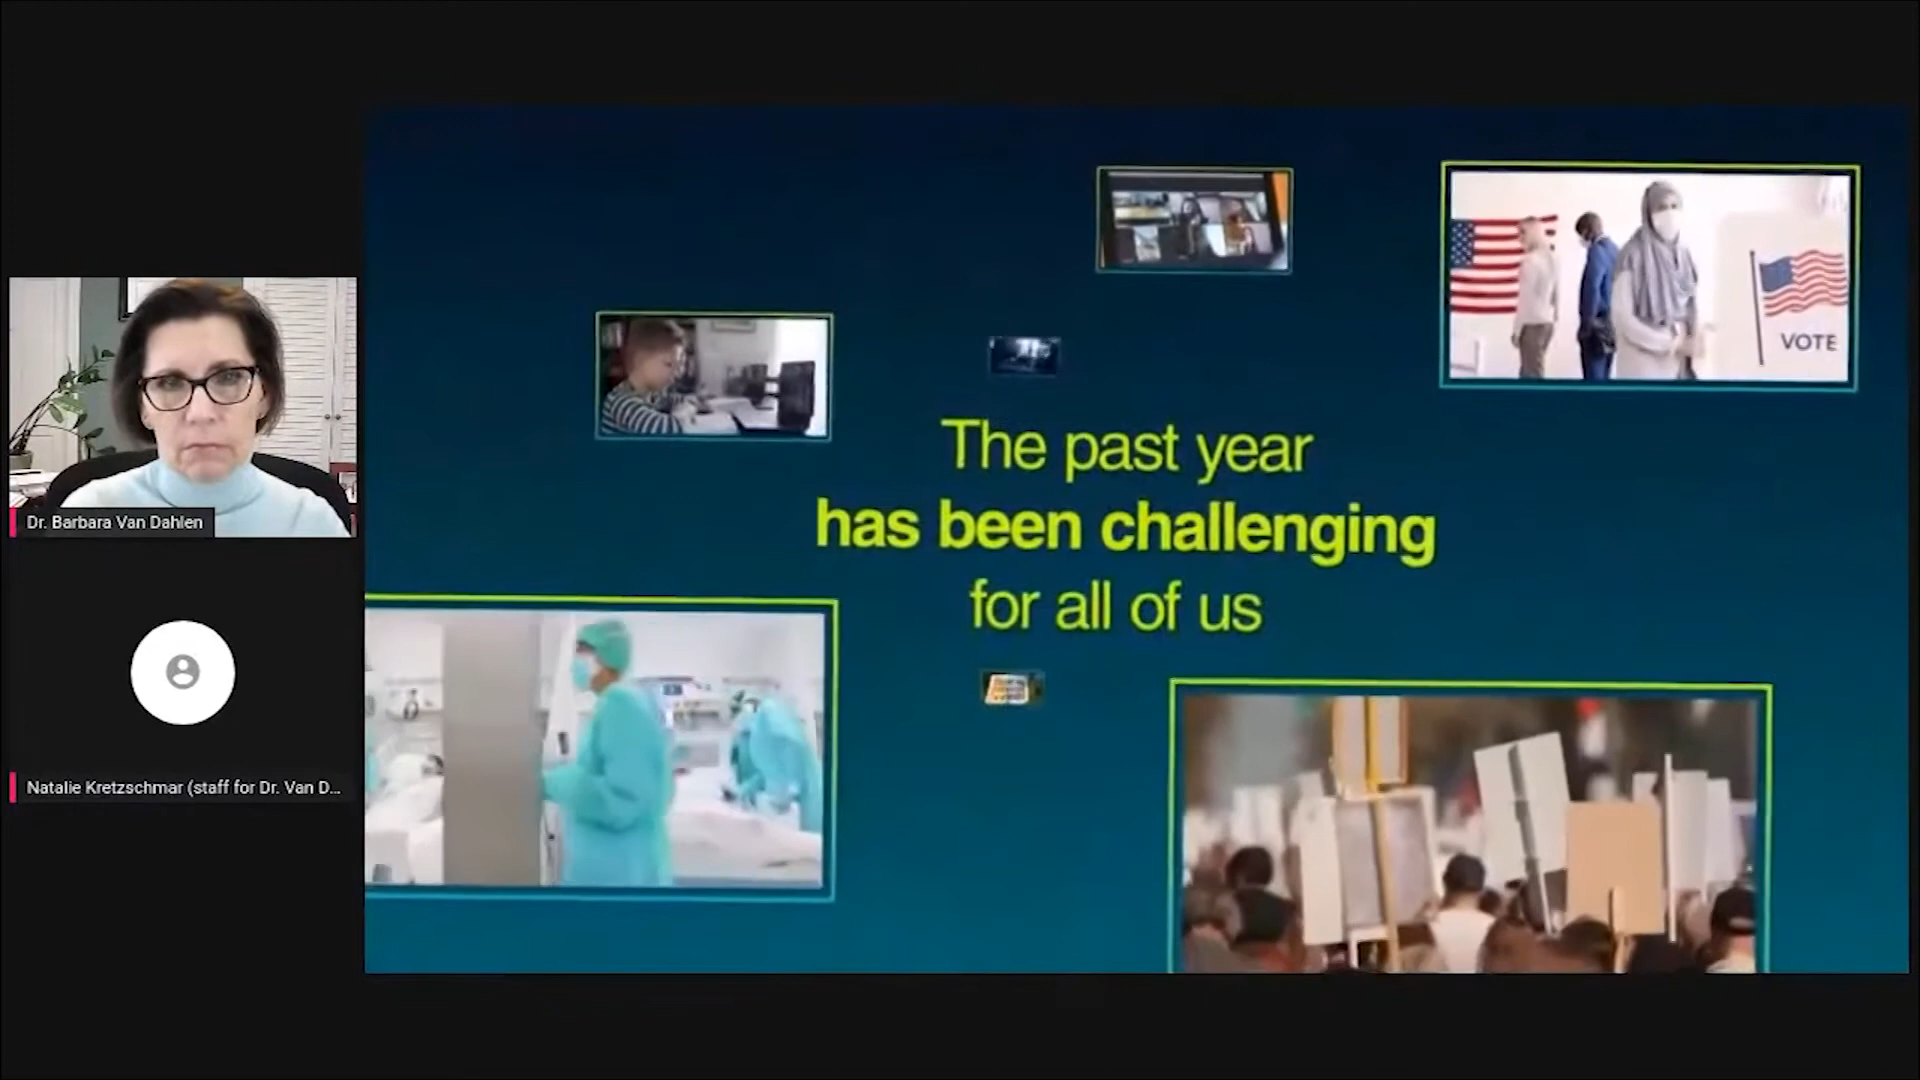 Dr. Barbara Van Dahlen
Natalie Kretzschmar (staff for Dr. Van D...
VOTE
The past year
has been challenging
for all of us